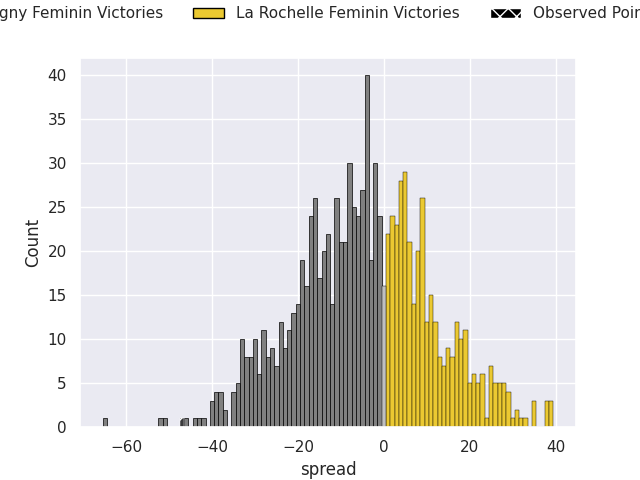 gny Feminin Victories La Rochelle Feminin Victories Observed Poin
40
35
30
25
20
15
10
5
0
Count
−60 −40 −20 0 20 40
spread